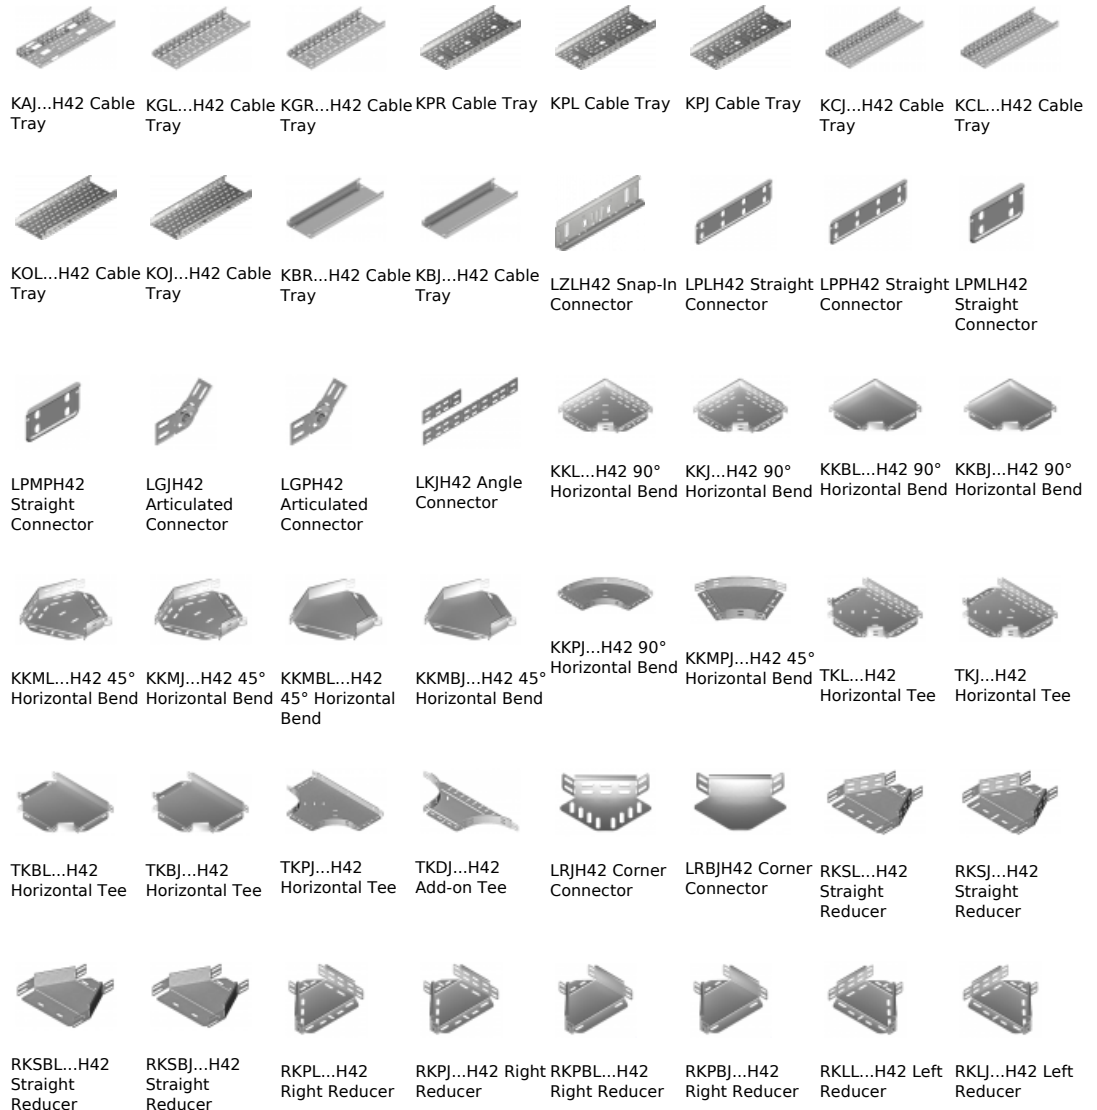 KAJ...H42 Cable
Tray
KGL...H42 Cable
Tray
KGR...H42 Cable
Tray
KPR Cable Tray
KPL Cable Tray
KPJ Cable Tray
KCJ...H42 Cable
Tray
KCL...H42 Cable
Tray
KOL...H42 Cable
Tray
KOJ...H42 Cable
Tray
KBR...H42 Cable
Tray
KBJ...H42 Cable
Tray
LZLH42 Snap-In
Connector
LPLH42 Straight
Connector
LPPH42 Straight
Connector
LPMLH42
Straight
Connector
LPMPH42
Straight
Connector
LGJH42
Articulated
Connector
LGPH42
Articulated
Connector
LKJH42 Angle
Connector
KKL...H42 90°
Horizontal Bend
KKJ...H42 90°
Horizontal Bend
KKBL...H42 90°
Horizontal Bend
KKBJ...H42 90°
Horizontal Bend
KKML...H42 45°
Horizontal Bend
KKMJ...H42 45°
Horizontal Bend
KKMBL...H42
45° Horizontal
Bend
KKMBJ...H42 45°
Horizontal Bend
KKPJ...H42 90°
Horizontal Bend
KKMPJ...H42 45°
Horizontal Bend
TKL...H42
Horizontal Tee
TKJ...H42
Horizontal Tee
TKBL...H42
Horizontal Tee
TKBJ...H42
Horizontal Tee
TKPJ...H42
Horizontal Tee
TKDJ...H42
Add-on Tee
LRJH42 Corner
Connector
LRBJH42 Corner
Connector
RKSL...H42
Straight
Reducer
RKSJ...H42
Straight
Reducer
RKSBL...H42
Straight
Reducer
RKSBJ...H42
Straight
Reducer
RKPL...H42
Right Reducer
RKPJ...H42 Right
Reducer
RKPBL...H42
Right Reducer
RKPBJ...H42
Right Reducer
RKLL...H42 Left
Reducer
RKLJ...H42 Left
Reducer